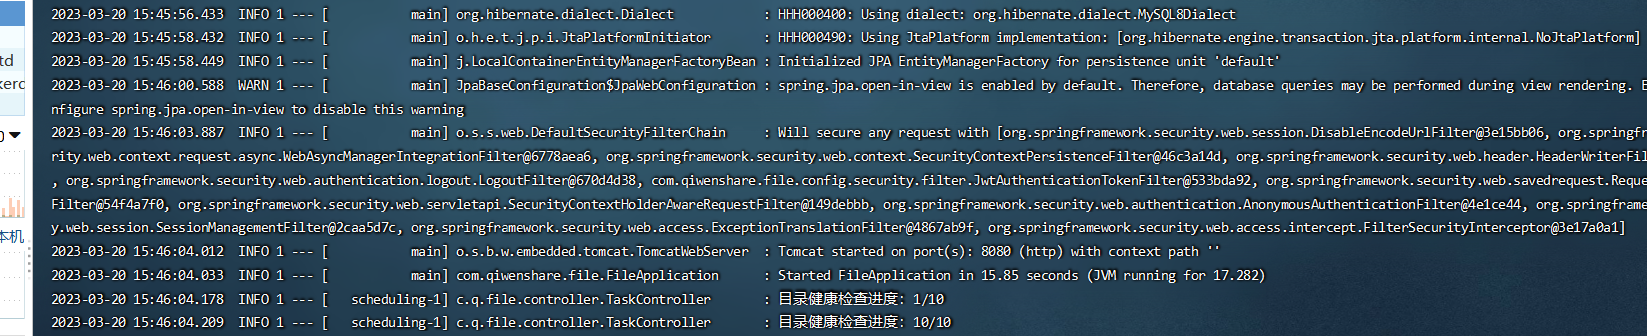 2023-03-20 15:45:56.433  INFO 1 --- [           main] org.hibernate.dialect.Dialect            : HHH000400: Using dialect: org.hibernate.dialect.MySQL8Dialect
2023-03-20 15:45:58.432  INFO 1 --- [           main] o.h.e.t.j.p.i.JtaPlatformInitiator       : HHH000490: Using JtaPlatform implementation: [org.hibernate.engine.transaction.jta.platform.internal.NoJtaPlatform]
td
2023-03-20 15:45:58.449  INFO 1 --- [           main] j.LocalContainerEntityManagerFactoryBean : Initialized JPA EntityManagerFactory for persistence unit 'default'
2023-03-20 15:46:00.588  WARN 1 --- [           main] JpaBaseConfiguration$JpaWebConfiguration : spring.jpa.open-in-view is enabled by default. Therefore, database queries may be performed during view rendering.
nfigure spring.jpa.open-in-view to disable this warning
2023-03-20 15:46:03.887  INFO 1 --- [           main] o.s.s.web.DefaultSecurityFilterChain     : Will secure any request with [org.springframework.security.web.session.DisableEncodeUrlFilter@3e15bb06, org.springfr
rity.web.context.request.async.WebAsyncManagerIntegrationFilter@6778aea6, org.springframework.security.web.context.SecurityContextPersistenceFilter@46c3a14d, org.springframework.security.web.header.HeaderWriterFil
, org.springframework.security.web.authentication.logout.LogoutFilter@670d4d38, com.qiwenshare.file.config.security.filter.JwtAuthenticationTokenFilter@533bda92, org.springframework.security.web.savedrequest.Reque
Filter@54f4a7f0, org.springframework.security.web.servletapi.SecurityContextHolderAwareRequestFilter@149debbb, org.springframework.security.web.authentication.AnonymousAuthenticationFilter@4e1ce44, org.springframe
y.web.session.SessionManagementFilter@2caa5d7c, org.springframework.security.web.access.ExceptionTranslationFilter@4867ab9f, org.springframework.security.web.access.intercept.FilterSecurityInterceptor@3e17a0a1]
本机
2023-03-20 15:46:04.012  INFO 1 --- [           main] o.s.b.w.embedded.tomcat.TomcatWebServer  : Tomcat started on port(s): 8080 (http) with context path ''
2023-03-20 15:46:04.033  INFO 1 --- [           main] com.qiwenshare.file.FileApplication      : Started FileApplication in 15.85 seconds (JVM running for 17.282)
2023-03-20 15:46:04.178  INFO 1 --- [   scheduling-1] c.q.file.controller.TaskController       : 目录健康检查进度: 1/10
2023-03-20 15:46:04.209  INFO 1 --- [   scheduling-1] c.q.file.controller.TaskController       : 目录健康检查进度: 10/10